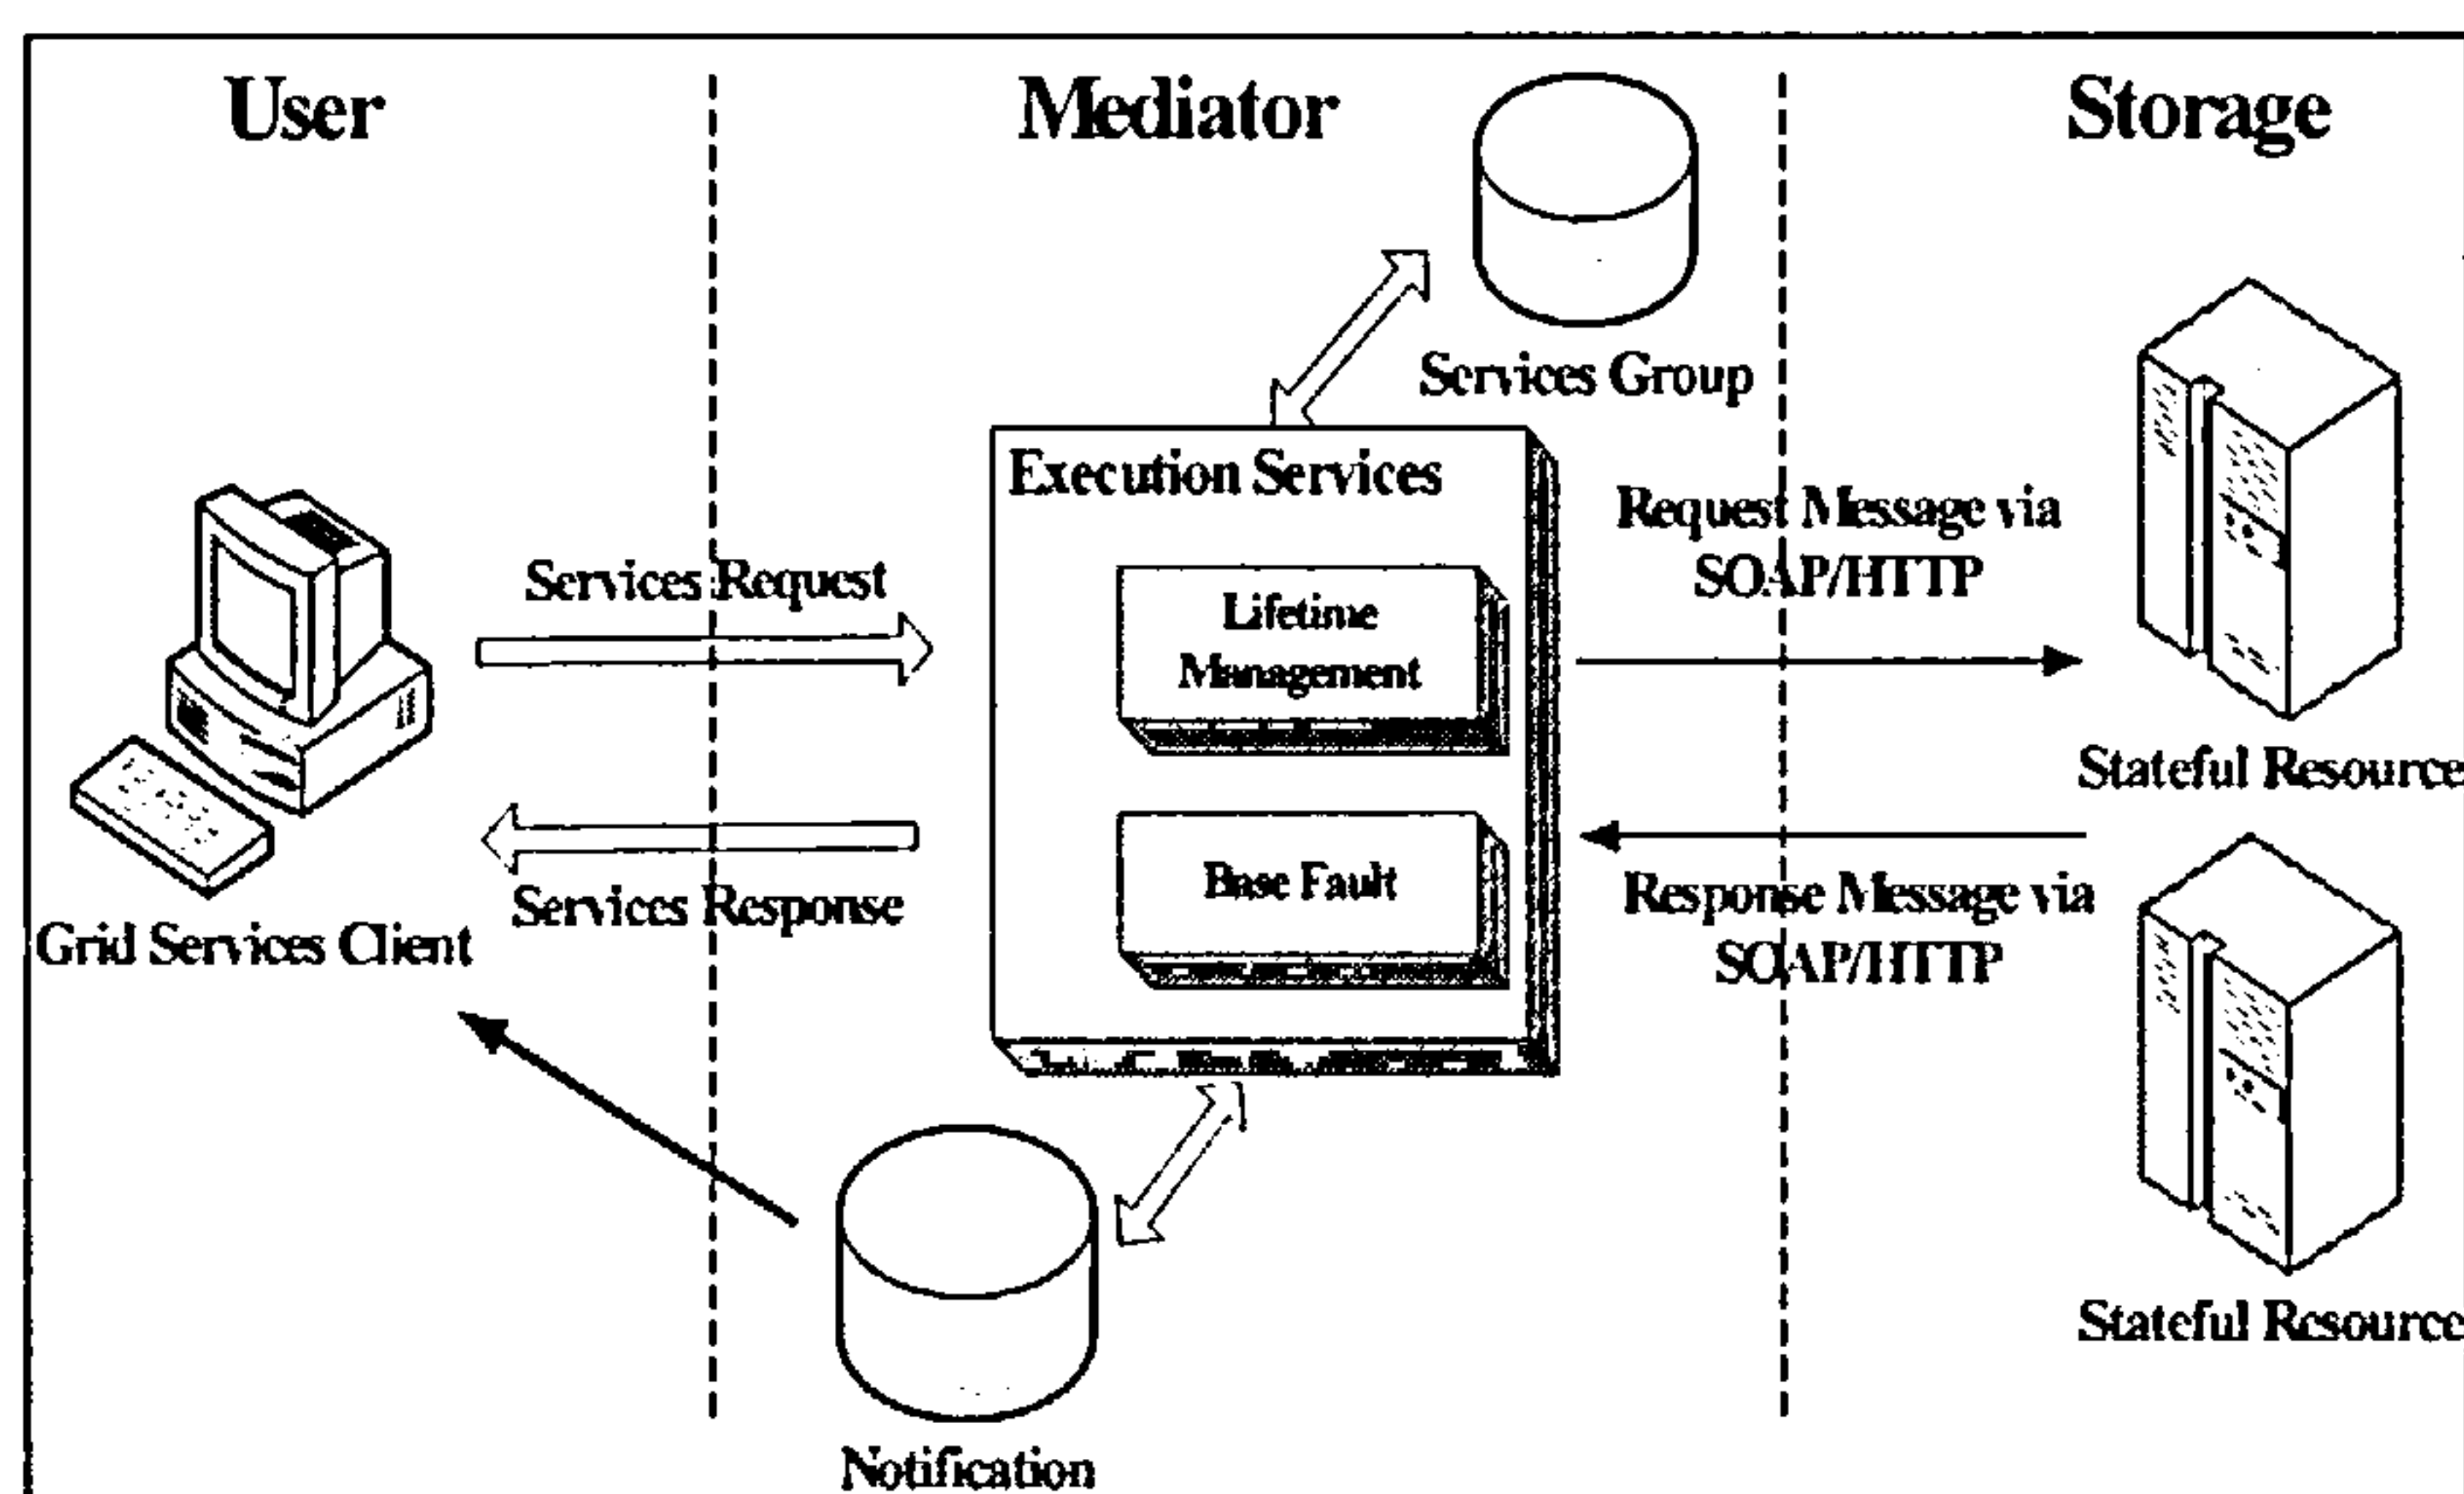 User
Mediator
Storage
Services Group
Execution Services
Services Request
Lifetime
Management
Request Message via
SOAP/HTTP
Stateful Resource
Base Fault
Services Response
Grid Services Client
Response Message via
SOAP/HTTP
Stateful Resource
Notification